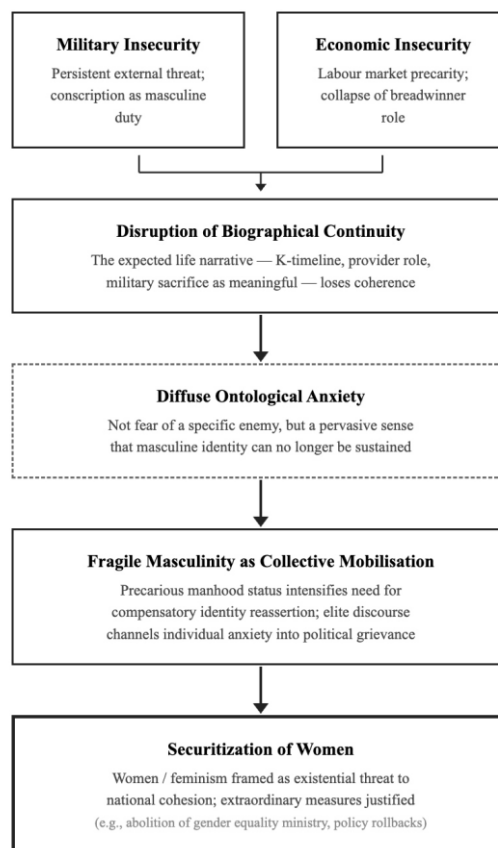 Military Insecurity
Persistent external threat;
conscription as masculine
duty
Economic Insecurity
Labour market precarity;
collapse of breadwinner
role
Disruption of Biographical Continuity
The expected life narrative — K-timeline, provider role,
military sacrifice as meaningful — loses coherence
Diffuse Ontological Anxiety
Not fear of a specific enemy, but a pervasive sense
that masculine identity can no longer be sustained
Fragile Masculinity as Collective Mobilisation
Precarious manhood status intensifies need for
compensatory identity reassertion; elite discourse
channels individual anxiety into political grievance
Securitization of Women
Women / feminism framed as existential threat to
national cohesion; extraordinary measures justified
(e.g., abolition of gender equality ministry, policy rollbacks)